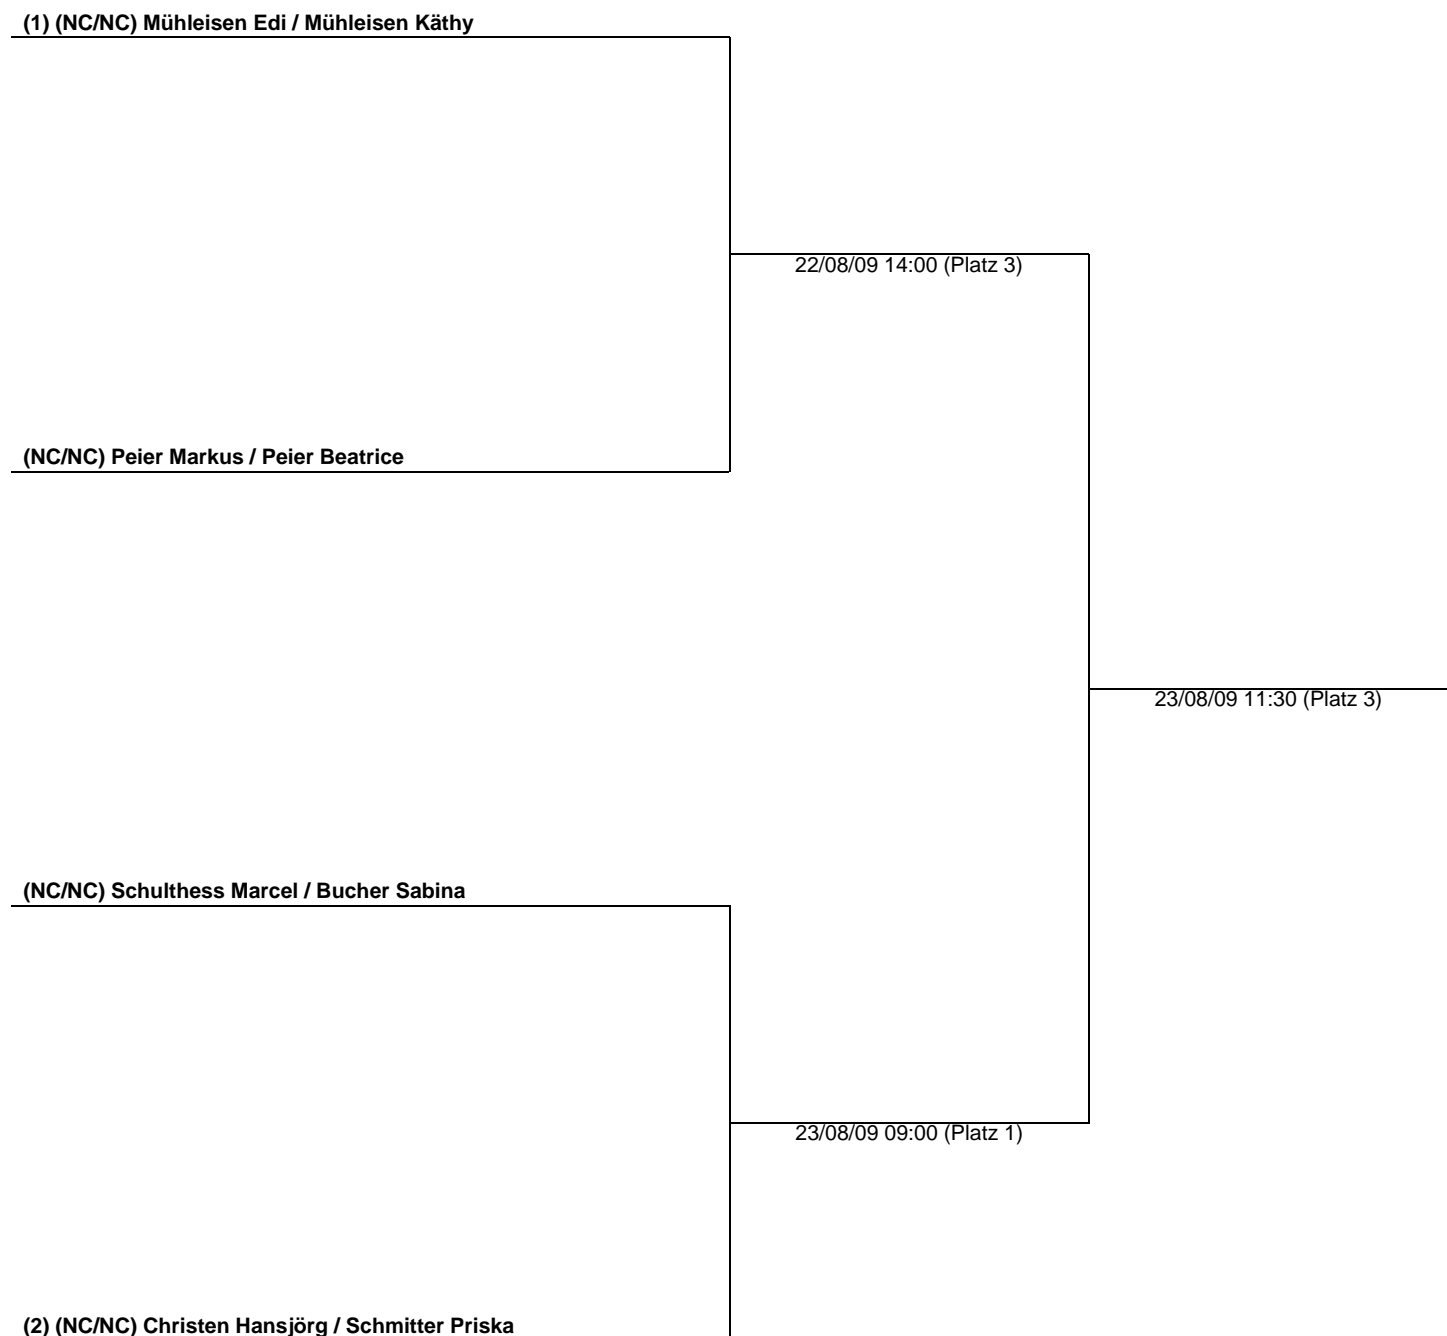 (1) (NC/NC) Mühleisen Edi / Mühleisen Käthy
22/08/09 14:00 (Platz 3)
(NC/NC) Peier Markus / Peier Beatrice
23/08/09 11:30 (Platz 3)
(NC/NC) Schulthess Marcel / Bucher Sabina
23/08/09 09:00 (Platz 1)
(2) (NC/NC) Christen Hansjörg / Schmitter Priska